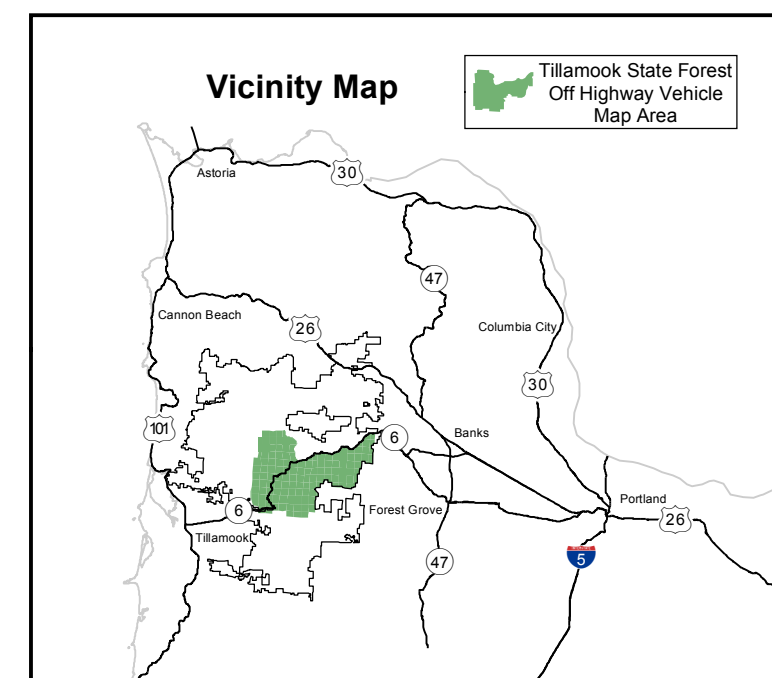 Vicinity Map
Tillamook State Forest
Off Highway Vehicle
Map Area
Astoria
30
47
Cannon Beach
26
Columbia City
30
101
6
Banks
6
Forest Grove
Tillamook
Portland
26
47
5